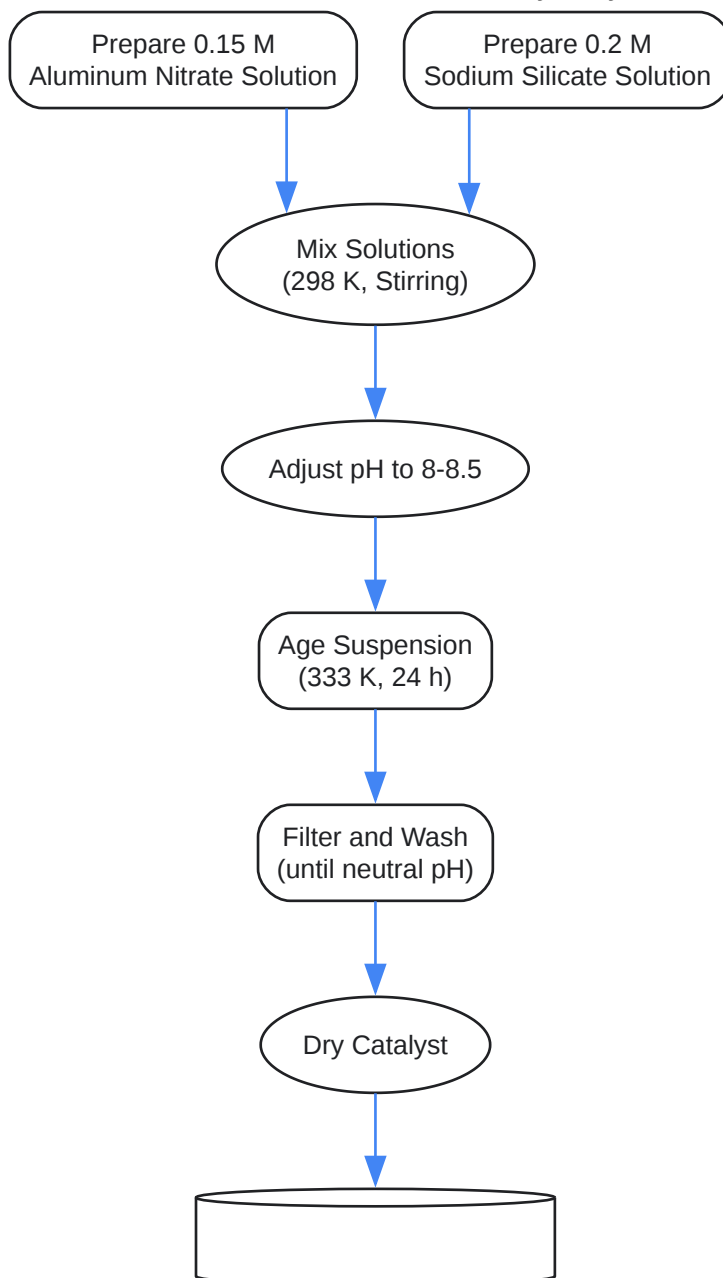 Prepare 0.15 M
Aluminum Nitrate Solution
Prepare 0.2 M
Sodium Silicate Solution
Mix Solutions
(298 K, Stirring)
Adjust pH to 8-8.5
Age Suspension
(333 K, 24 h)
Filter and Wash
(until neutral pH)
Dry Catalyst